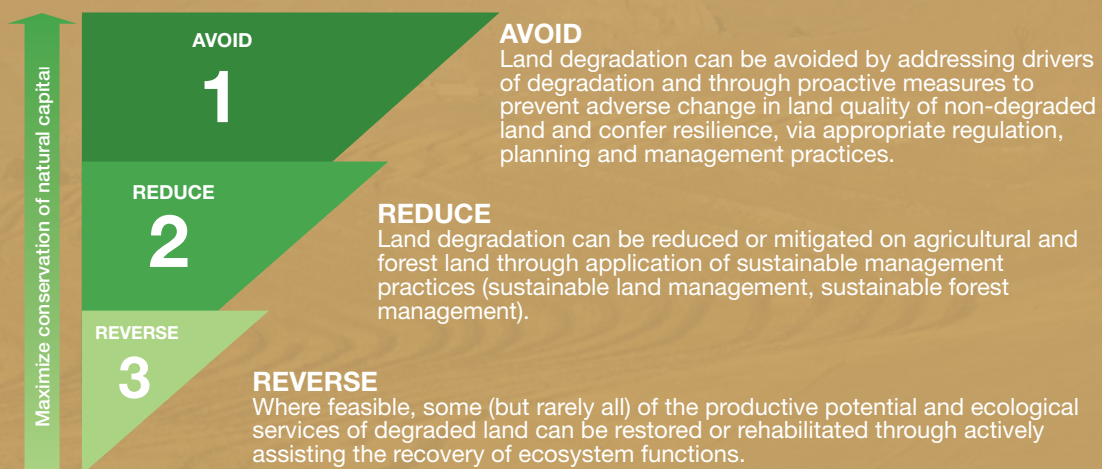 Maximize conservation of natural capital
AVOID
1
AVOID
Land degradation can be avoided by addressing drivers
of degradation and through proactive measures to
prevent adverse change in land quality of non-degraded
land and confer resilience, via appropriate regulation,
planning and management practices.
REDUCE
2
REDUCE
Land degradation can be reduced or mitigated on agricultural and
forest land through application of sustainable management
practices (sustainable land management, sustainable forest
management).
REVERSE
3
REVERSE
Where feasible, some (but rarely all) of the productive potential and ecological
services of degraded land can be restored or rehabilitated through actively
assisting the recovery of ecosystem functions.